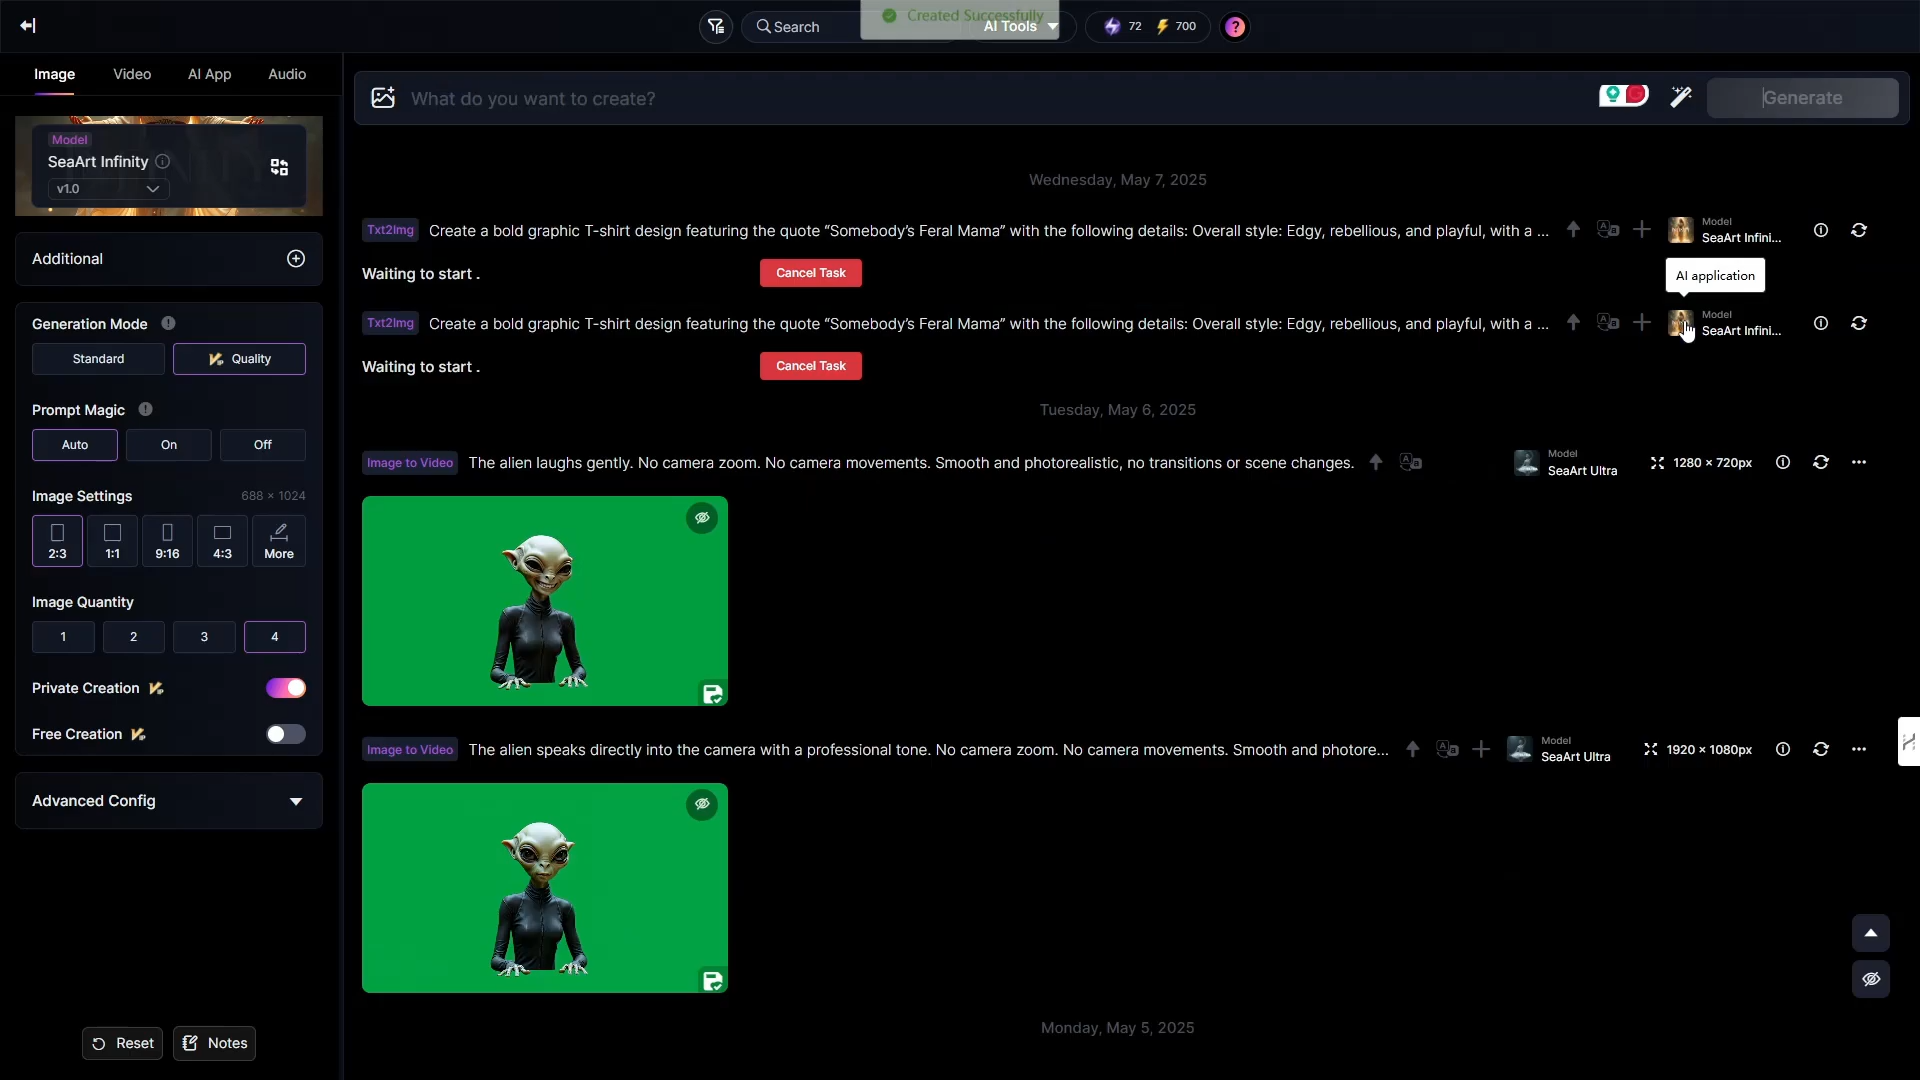 Search
Created Successfully
AI Tools
72
700
?
Image
Video
AI App
Audio
What do you want to create?
Generate
Model
SeaArt Infinity
v1.0
Additional
Generation Mode
Standard
Quality
Prompt Magic
Auto
On
Off
Image Settings
688 × 1024
2:3
1:1
9:16
4:3
More
Image Quantity
1
2
3
4
Private Creation
Free Creation
Advanced Config
Reset
Notes
Wednesday, May 7, 2025
Txt2Img Create a bold graphic T-shirt design featuring the quote “Somebody’s Feral Mama” with the following details: Overall style: Edgy, rebellious, and playful, with a ...
Model
SeaArt Infini...
Waiting to start .
Cancel Task
AI application
Txt2Img Create a bold graphic T-shirt design featuring the quote “Somebody’s Feral Mama” with the following details: Overall style: Edgy, rebellious, and playful, with a ...
Model
SeaArt Infini...
Waiting to start .
Cancel Task
Tuesday, May 6, 2025
Image to Video The alien laughs gently. No camera zoom. No camera movements. Smooth and photorealistic, no transitions or scene changes.
Model
SeaArt Ultra
1280 × 720px
Image to Video The alien speaks directly into the camera with a professional tone. No camera zoom. No camera movements. Smooth and photore...
Model
SeaArt Ultra
1920 × 1080px
Monday, May 5, 2025